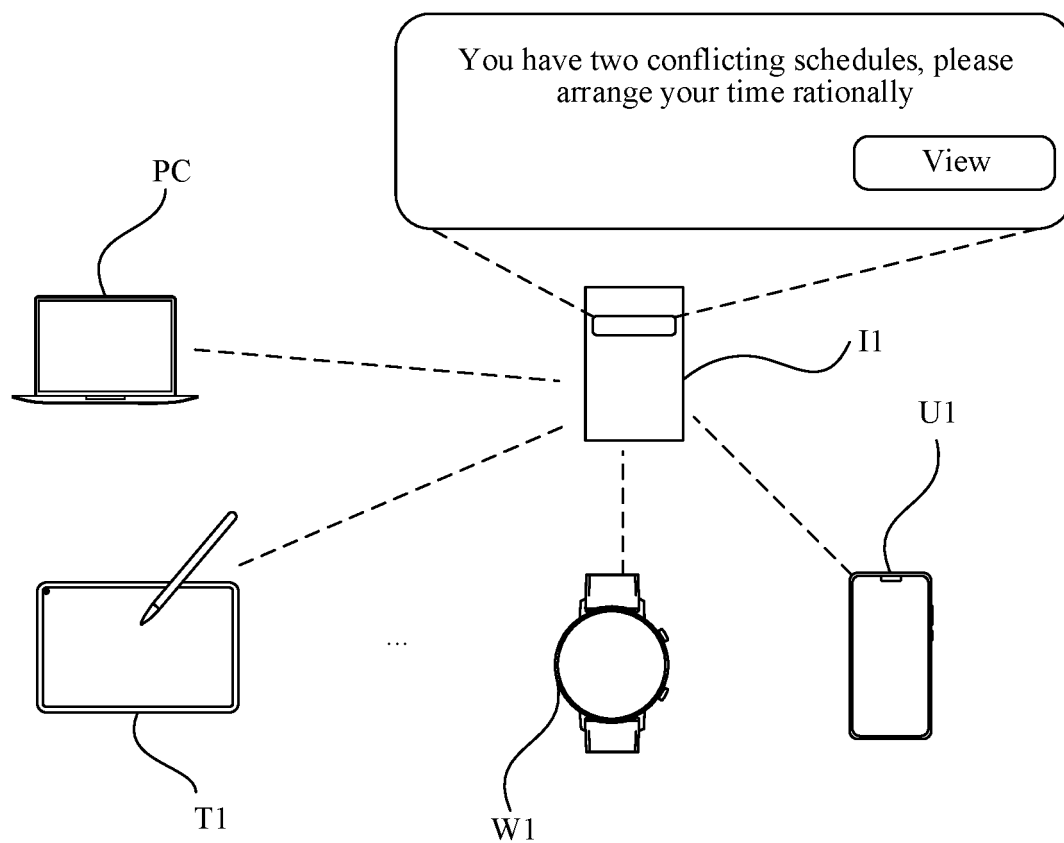 You have two conflicting schedules, please
arrange your time rationally
View
PC
I1
U1
...
T1
W1